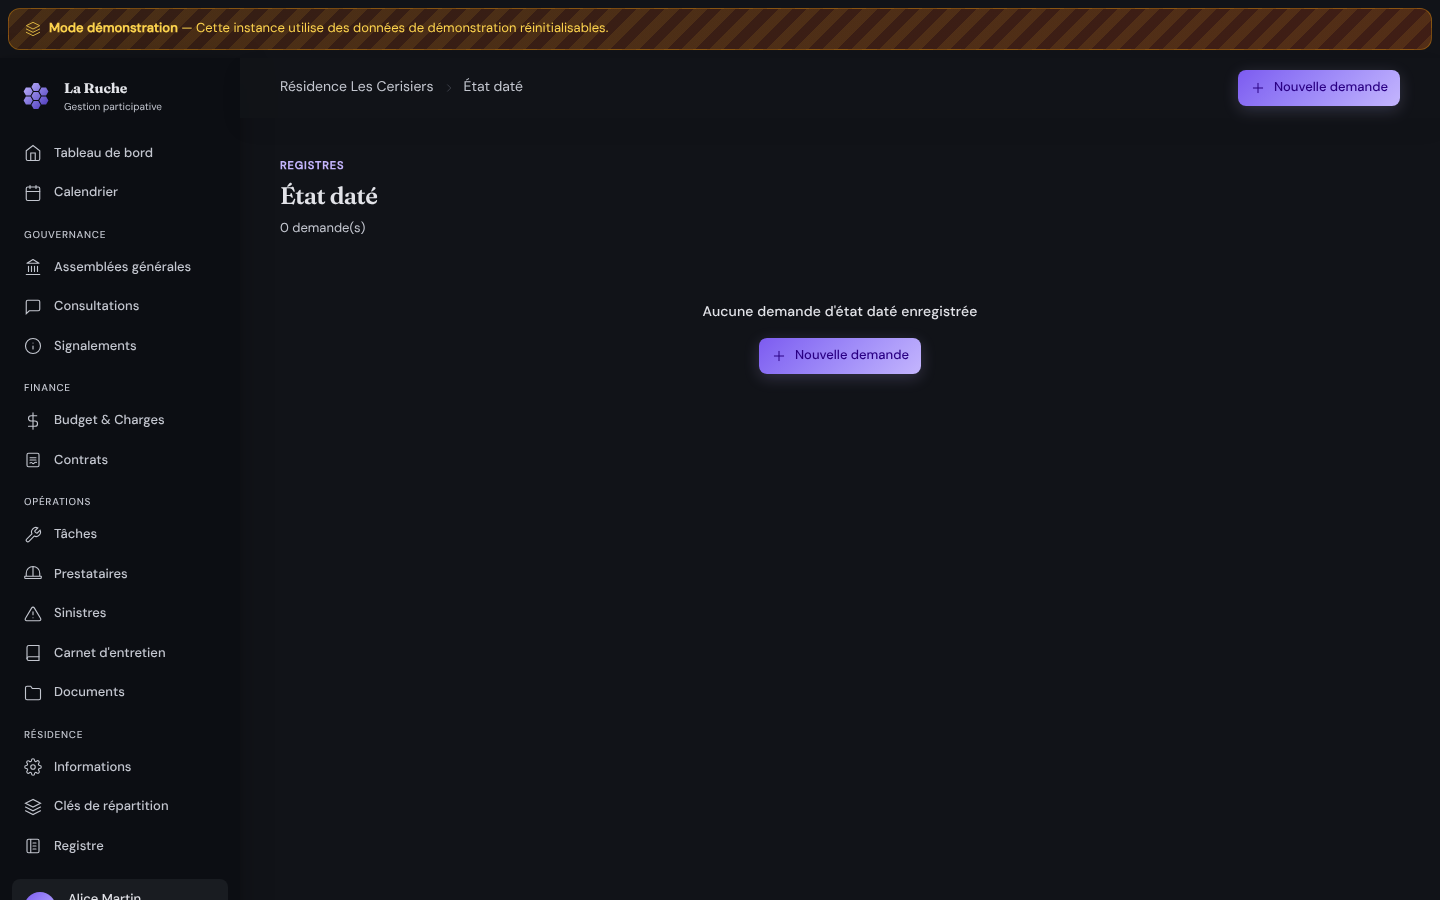 Mode démonstration — Cette instance utilise des données de démonstration réinitialisables.
La Ruche
Gestion participative
Résidence Les Cerisiers > État daté
Nouvelle demande
Tableau de bord
Calendrier
GOUVERNANCE
Assemblées générales
Consultations
Signalements
FINANCE
Budget & Charges
Contrats
OPÉRATIONS
Tâches
Prestataires
Sinistres
Carnet d'entretien
Documents
RÉSIDENCE
Informations
Clés de répartition
Registre
Alice Martin
REGISTRES
État daté
0 demande(s)
Aucune demande d'état daté enregistrée
Nouvelle demande